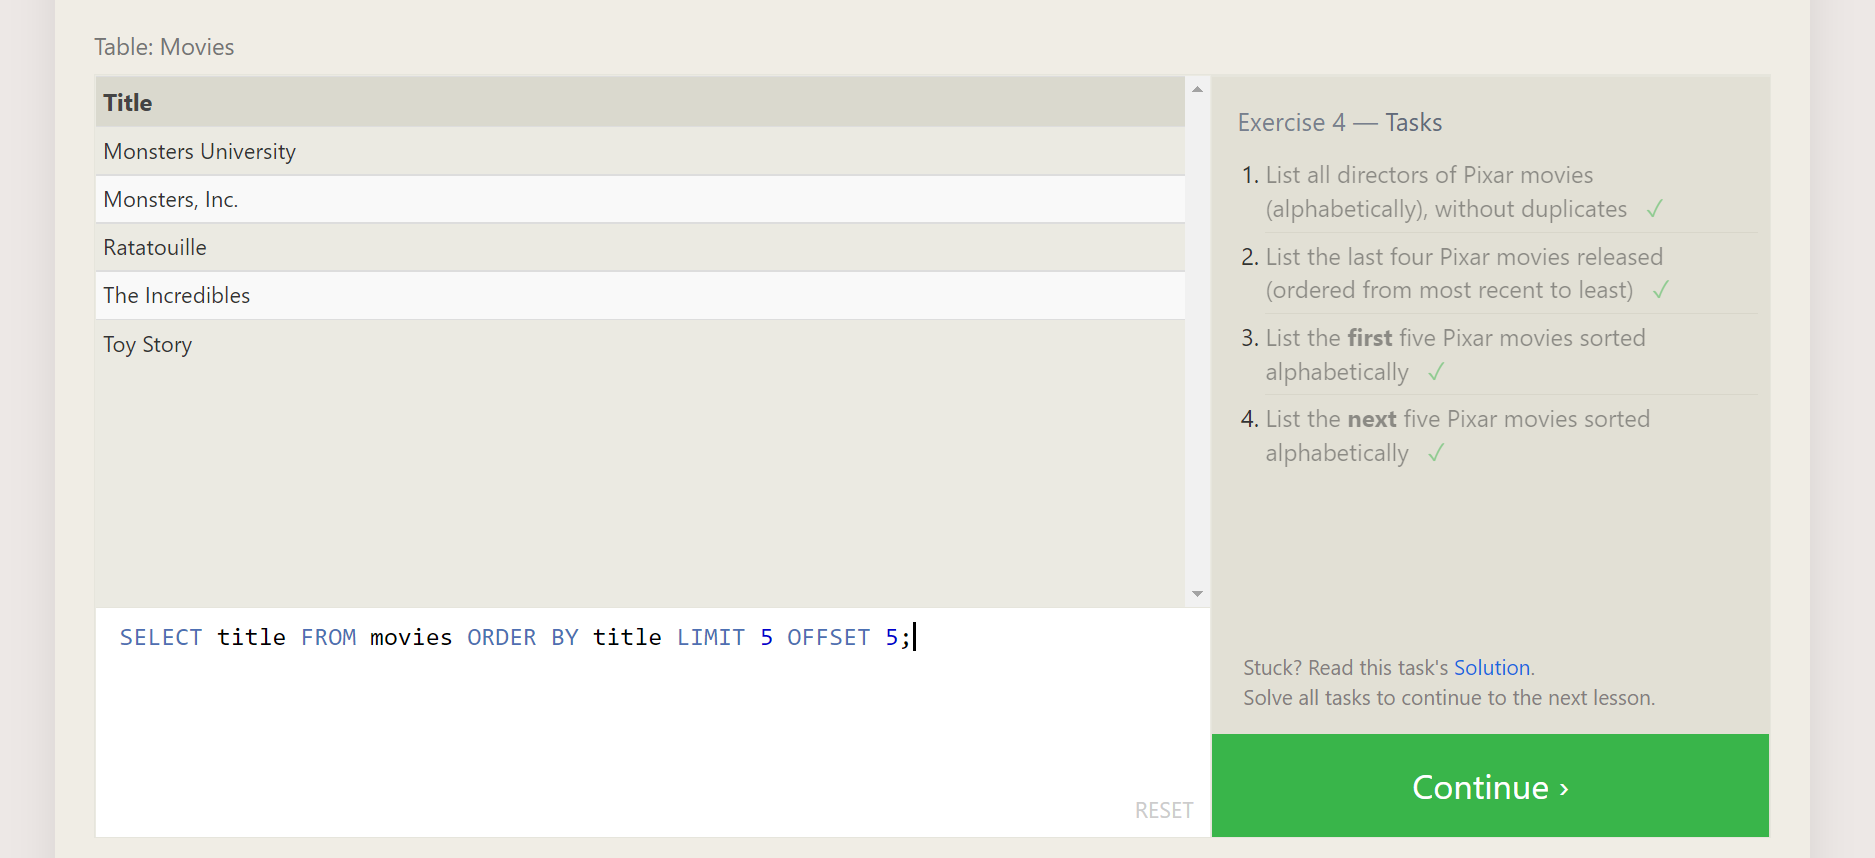 Table: Movies
Title
Monsters University
Monsters, Inc.
Ratatouille
The Incredibles
Toy Story
SELECT title FROM movies ORDER BY title LIMIT 5 OFFSET 5;
RESET
Exercise 4 — Tasks
1. List all directors of Pixar movies
(alphabetically), without duplicates ✓
2. List the last four Pixar movies released
(ordered from most recent to least) ✓
3. List the first five Pixar movies sorted
alphabetically ✓
4. List the next five Pixar movies sorted
alphabetically ✓
Stuck? Read this task's Solution.
Solve all tasks to continue to the next lesson.
Continue ›